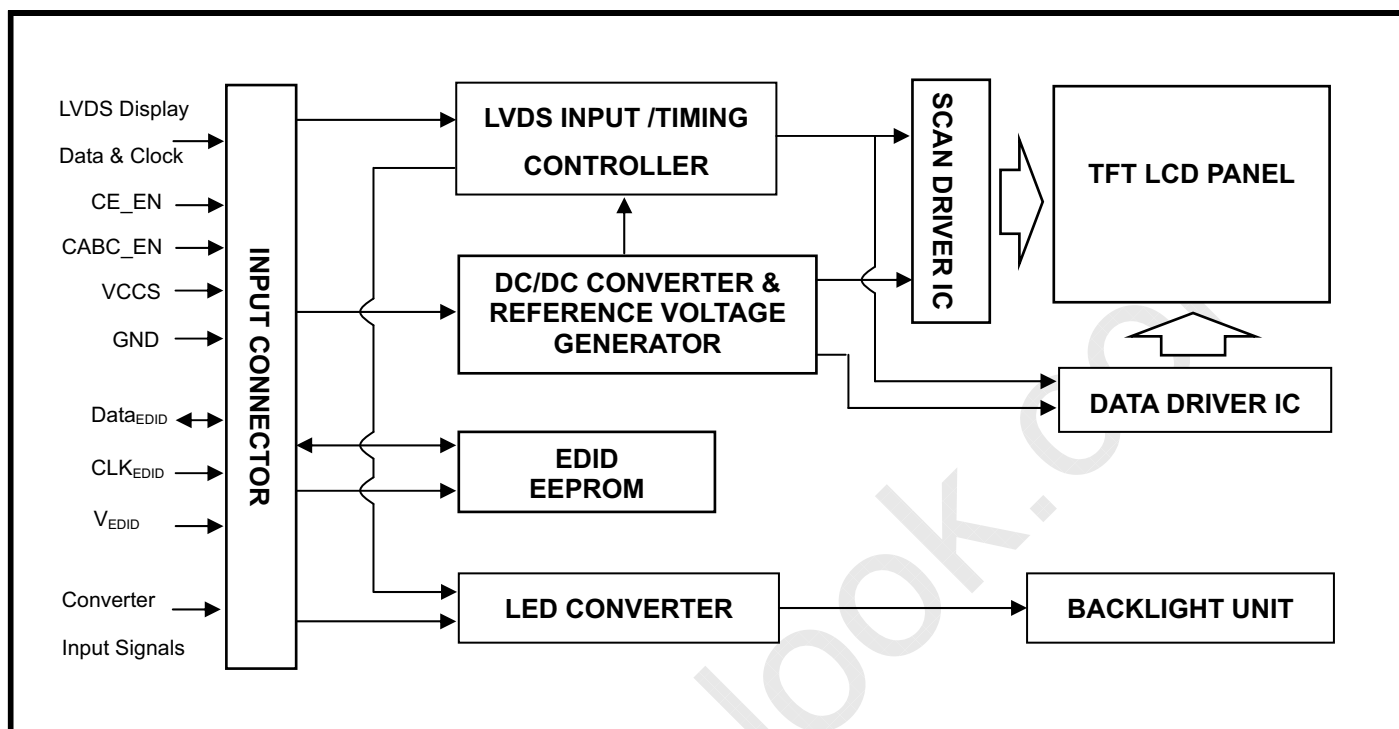 LVDS Display
Data & Clock
CE_EN
CABC_EN
VCCS
GND
DataEDID
CLKEDID
VEDID
Converter
Input Signals
INPUT CONNECTOR
LVDS INPUT /TIMING
CONTROLLER
DC/DC CONVERTER &
REFERENCE VOLTAGE
GENERATOR
EDID
EEPROM
LED CONVERTER
SCAN DRIVER IC
TFT LCD PANEL
DATA DRIVER IC
BACKLIGHT UNIT
look.c